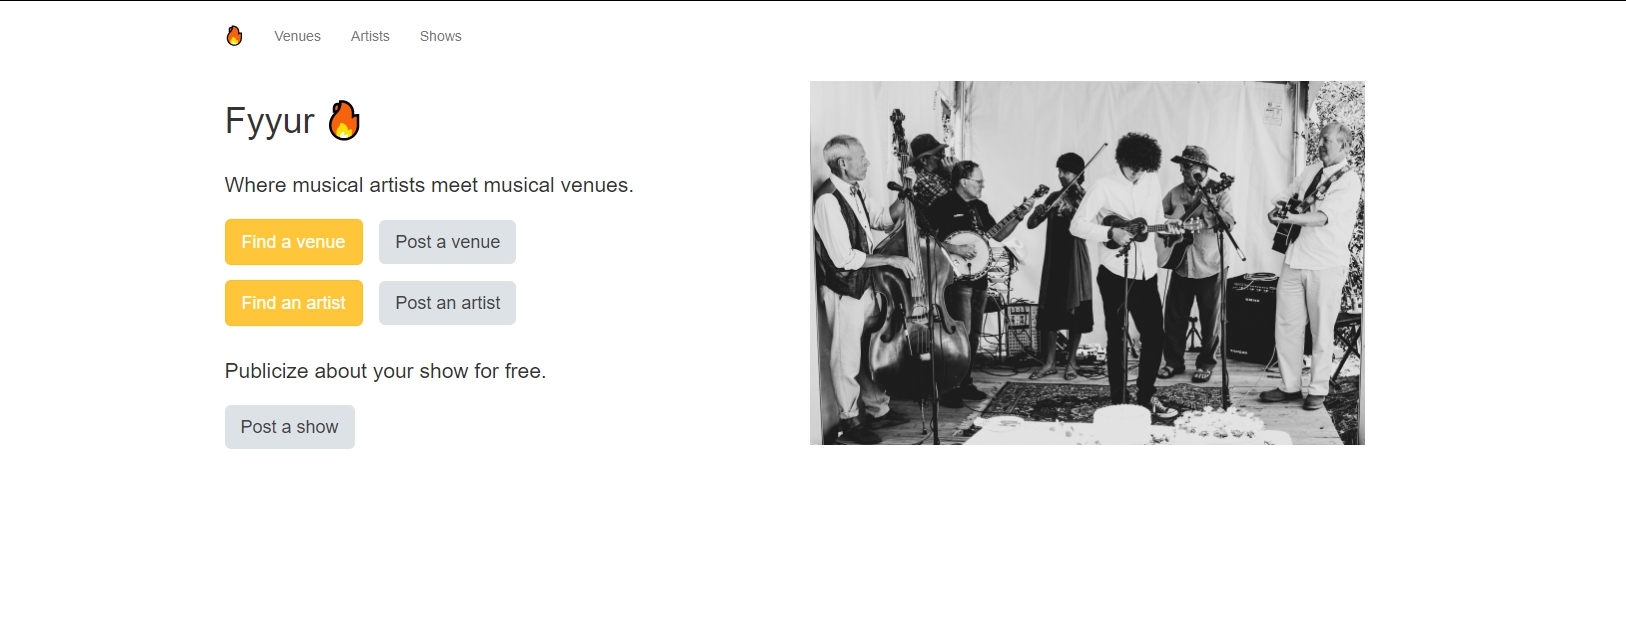 Venues Artists Shows
Fyyur
Where musical artists meet musical venues.
Find a venue Post a venue
Find an artist Post an artist
Publicize about your show for free.
Post a show